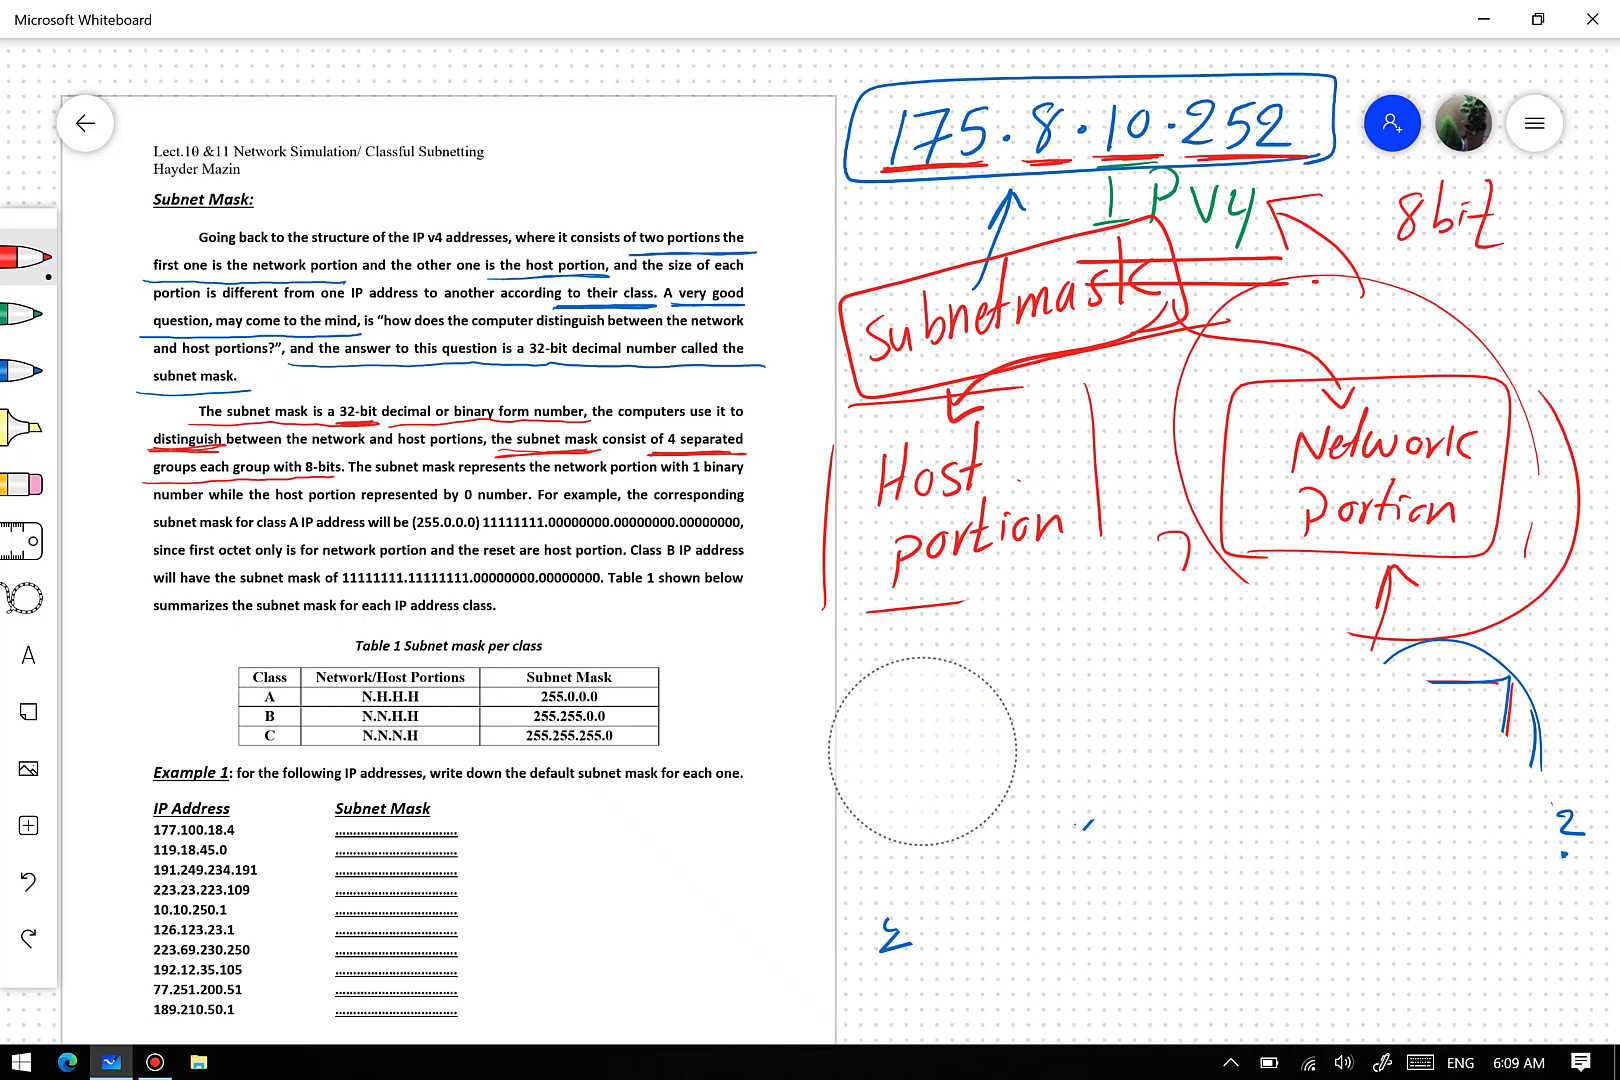 Microsoft Whiteboard
Lect.10 &11 Network Simulation/ Classful Subnetting
Hayder Mazin
Subnet Mask:
Going back to the structure of the IP v4 addresses, where it consists of two portions the
first one is the network portion and the other one is the host portion, and the size of each
portion is different from one IP address to another according to their class. A very good
question, may come to the mind, is “how does the computer distinguish between the network
and host portions?”, and the answer to this question is a 32-bit decimal number called the
subnet mask.
The subnet mask is a 32-bit decimal or binary form number, the computers use it to
distinguish between the network and host portions, the subnet mask consist of 4 separated
groups each group with 8-bits. The subnet mask represents the network portion with 1 binary
number while the host portion represented by 0 number. For example, the corresponding
subnet mask for class A IP address will be (255.0.0.0) 11111111.00000000.00000000.00000000,
since first octet only is for network portion and the reset are host portion. Class B IP address
will have the subnet mask of 11111111.11111111.00000000.00000000. Table 1 shown below
summarizes the subnet mask for each IP address class.
Table 1 Subnet mask per class
Class Network/Host Portions Subnet Mask
A N.H.H.H 255.0.0.0
B N.N.H.H 255.255.0.0
C N.N.N.H 255.255.255.0
Example 1: for the following IP addresses, write down the default subnet mask for each one.
IP Address Subnet Mask
177.100.18.4 ..................................
119.18.45.0 ..................................
191.249.234.191 ..................................
223.23.223.109 ..................................
10.10.250.1 ..................................
126.123.23.1 ..................................
223.69.230.250 ..................................
192.12.35.105 ..................................
77.251.200.51 ..................................
189.210.50.1 ..................................
175.8.10.252
IPv4
8bit
Subnetmask
Host
portion
Network
Portion
?
A
ENG
6:09 AM